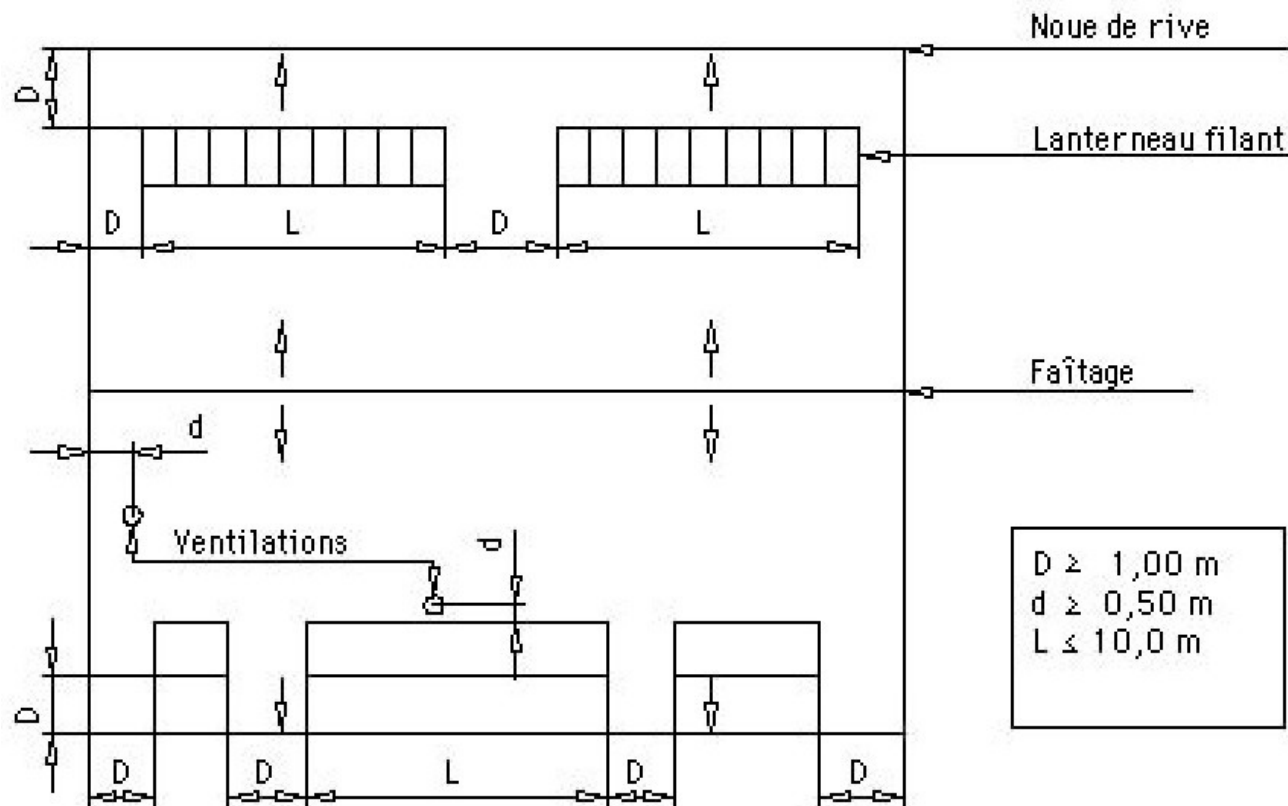 Noue de rive
D
Lanterneau filant
D L D L
Faîtage
d
Ventilations
d
D ≥ 1,00 m
d ≥ 0,50 m
L ≤ 10,0 m
D
D D L D D